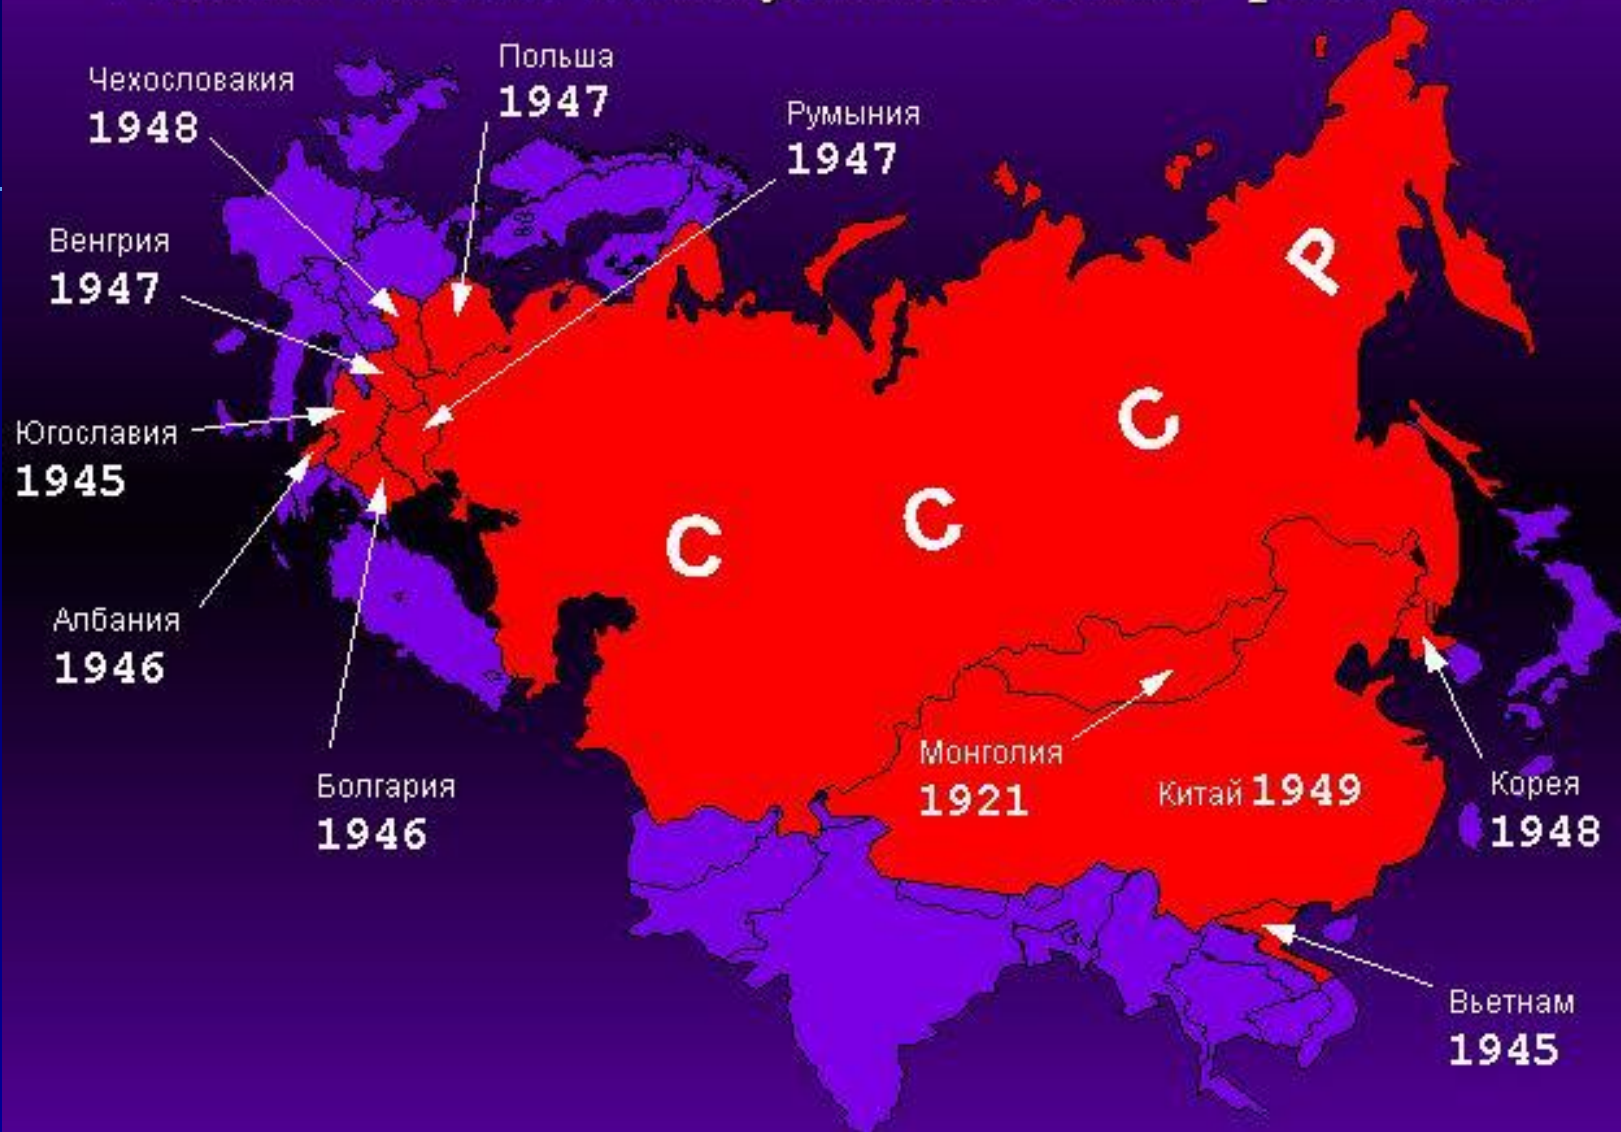 Польша
1947
Чехословакия
1948
Румыния
1947
Венгрия
1947
Югославия
1945
Албания
1946
Болгария
1946
С С С Р
Монголия
1921
Китай 1949
Корея
1948
Вьетнам
1945